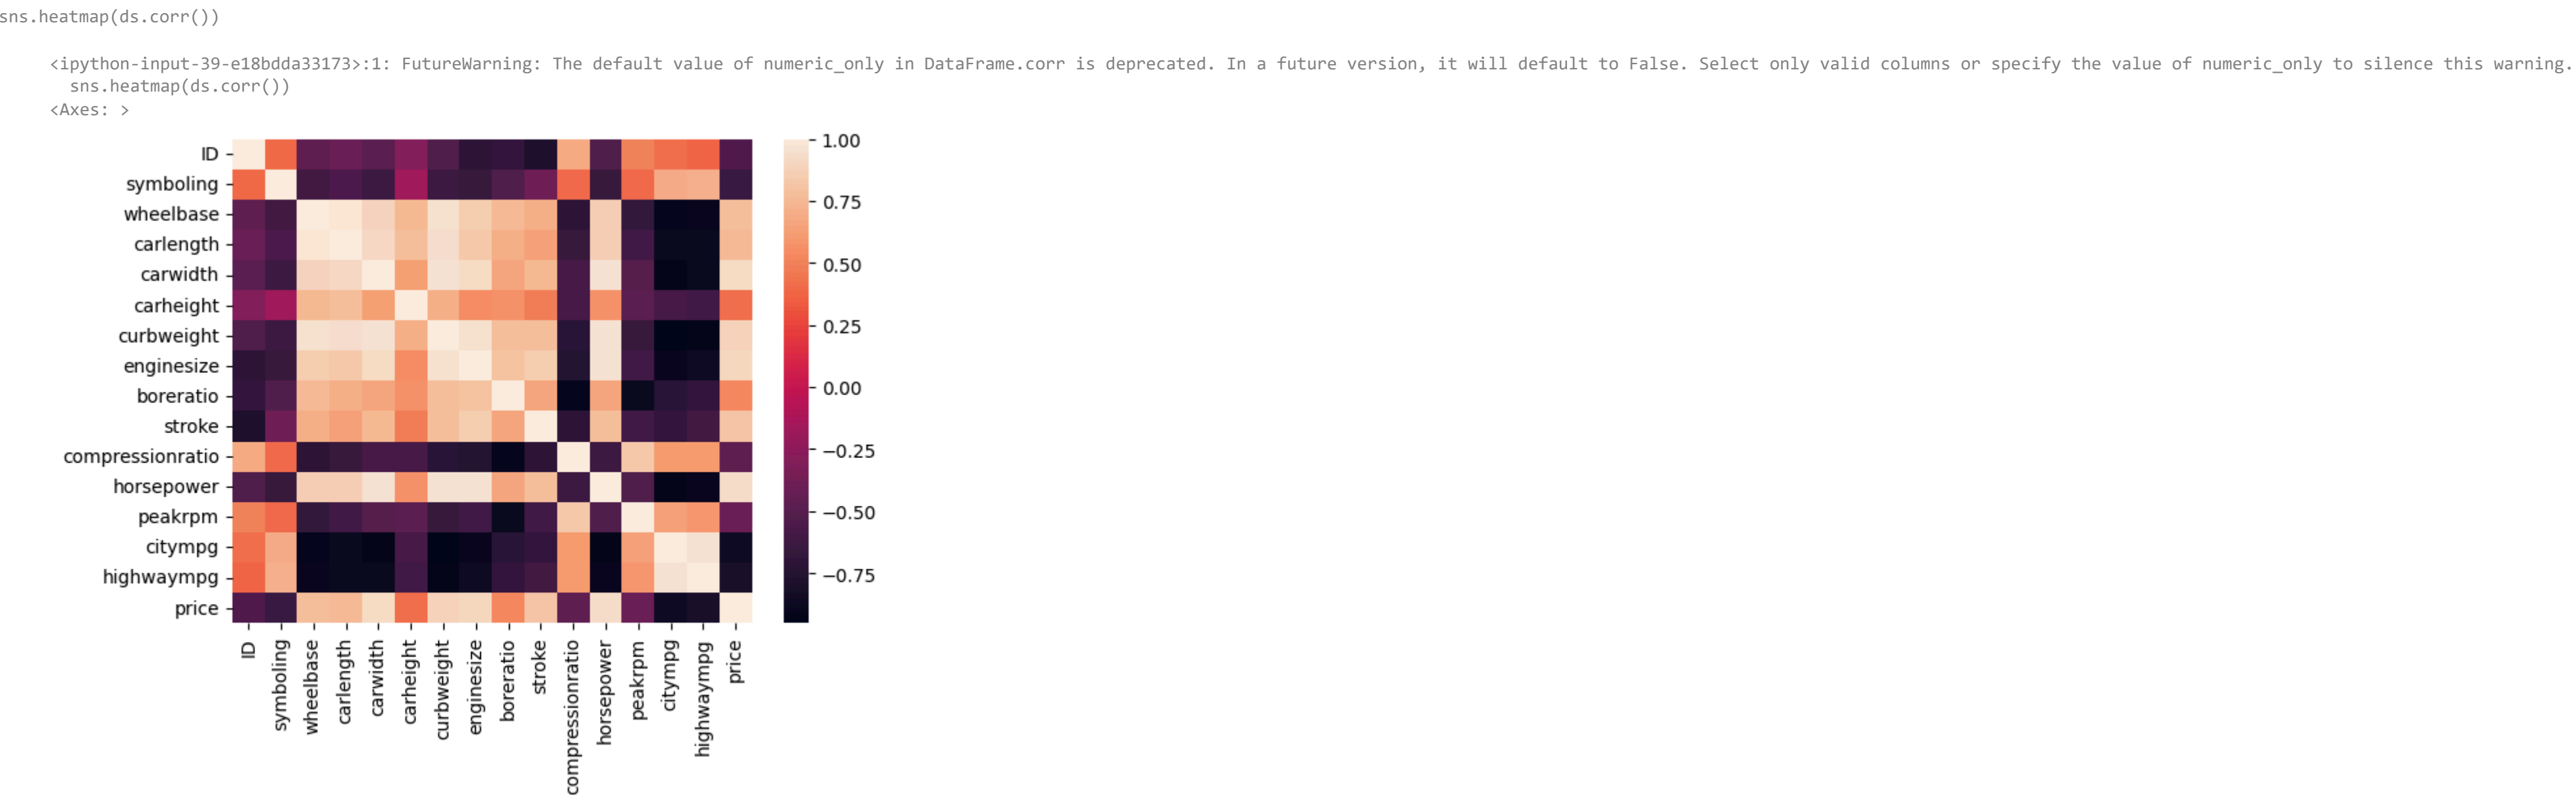 sns.heatmap(ds.corr())
<ipython-input-39-e18bdda33173>:1: FutureWarning: The default value of numeric_only in DataFrame.corr is deprecated. In a future version, it will default to False. Select only valid columns or specify the value of numeric_only to silence this warning.
sns.heatmap(ds.corr())
<Axes: >
ID
symboling
wheelbase
carlength
carwidth
carheight
curbweight
enginesize
boreratio
stroke
compressionratio
horsepower
peakrpm
citympg
highwaympg
price
1.00
0.75
0.50
0.25
0.00
−0.25
−0.50
−0.75
ID
symboling
wheelbase
carlength
carwidth
carheight
curbweight
enginesize
boreratio
stroke
compressionratio
horsepower
peakrpm
citympg
highwaympg
price